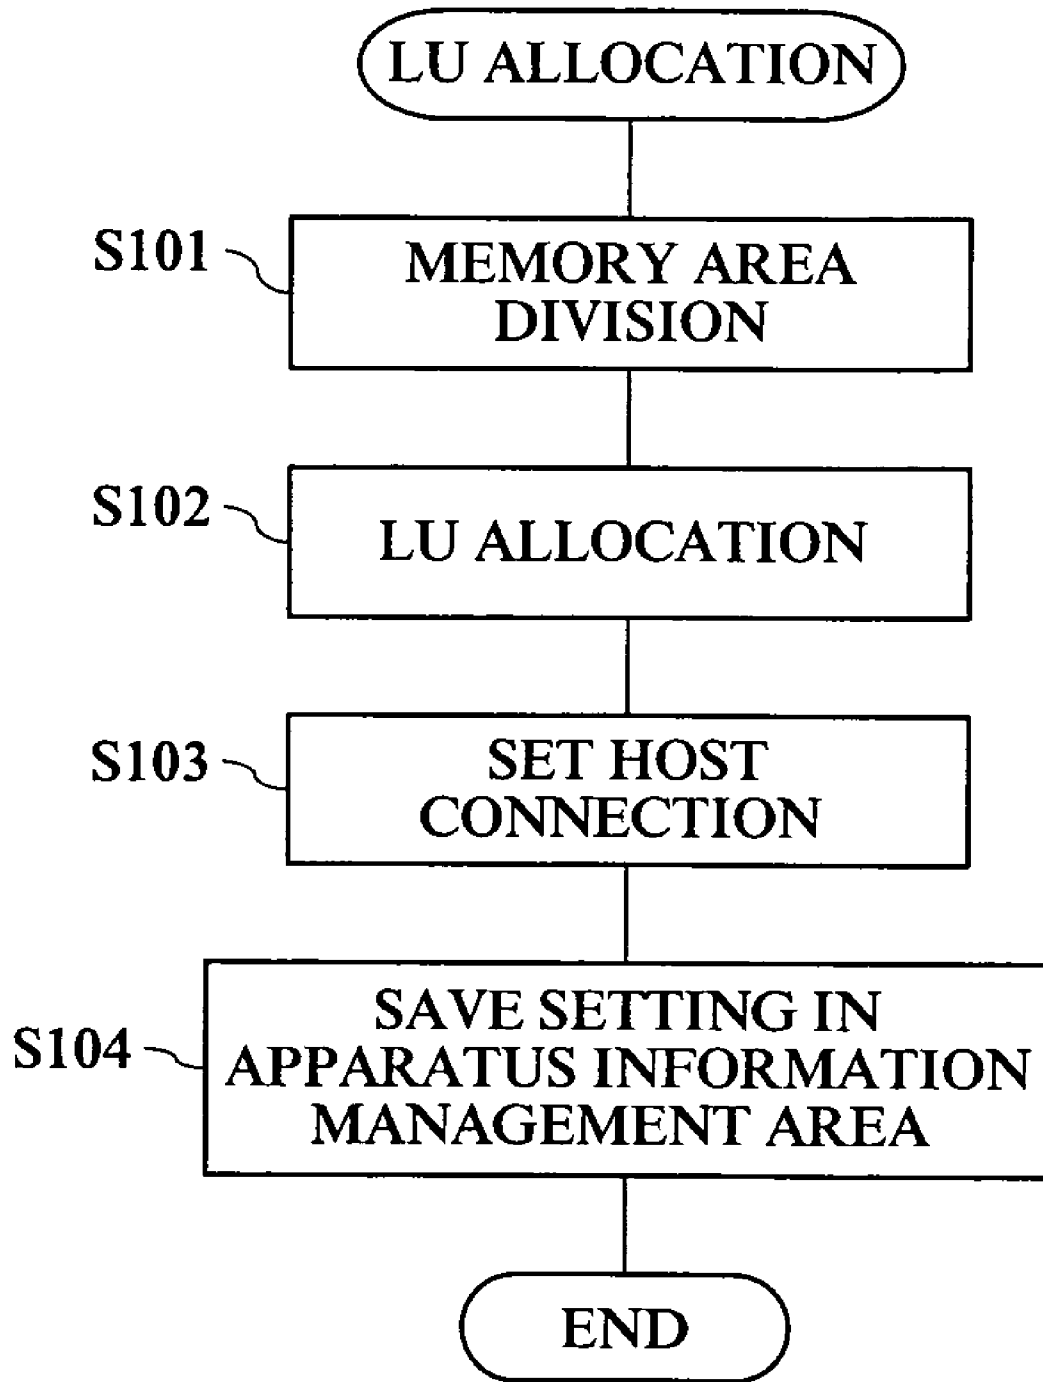 LU ALLOCATION
S101
MEMORY AREA
DIVISION
S102
LU ALLOCATION
S103
SET HOST
CONNECTION
S104
SAVE SETTING IN
APPARATUS INFORMATION
MANAGEMENT AREA
END